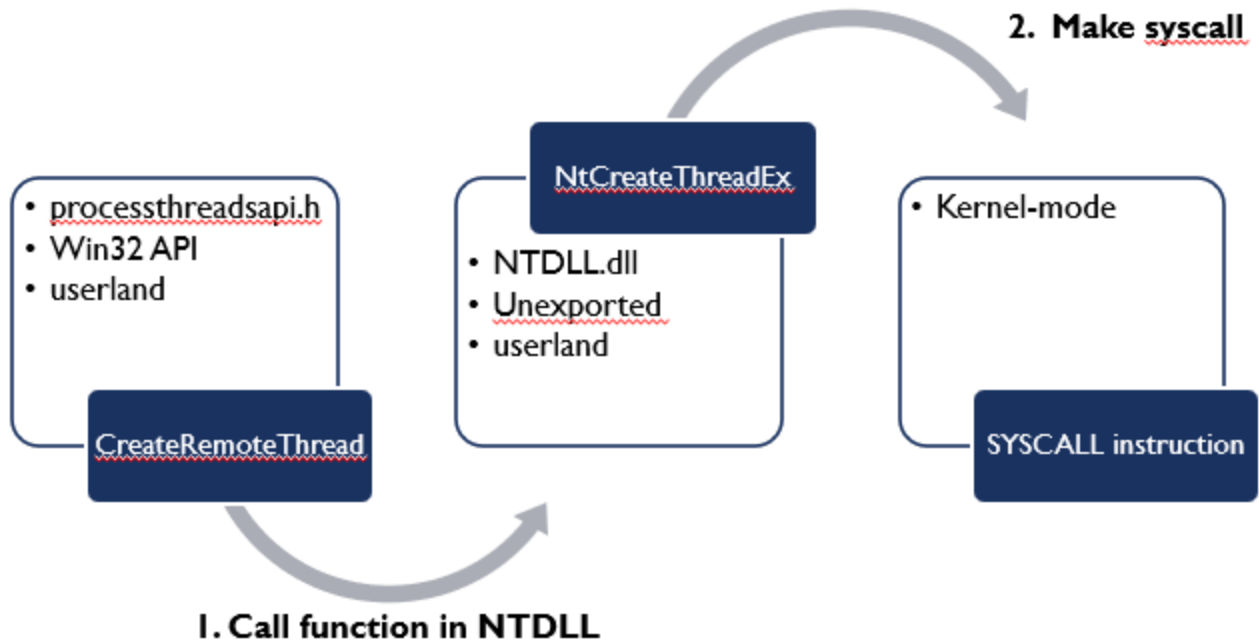 2. Make syscall
NtCreateThreadEx
• processthreadsapi.h
• Win32 API
• userland
• NTDLL.dll
• Unexported
• userland
• Kernel-mode
CreateRemoteThread
SYSCALL instruction
1. Call function in NTDLL